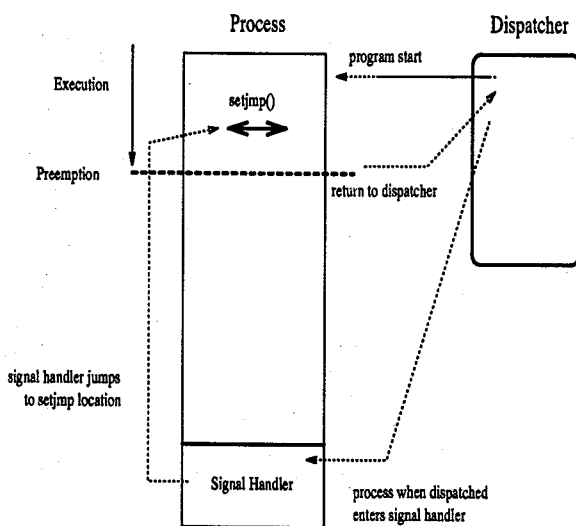 Process
Dispatcher
program start
Execution
setjmp()
Preemption
return to dispatcher
signal handler jumps
to setjmp location
Signal Handler
process when dispatched
enters signal handler